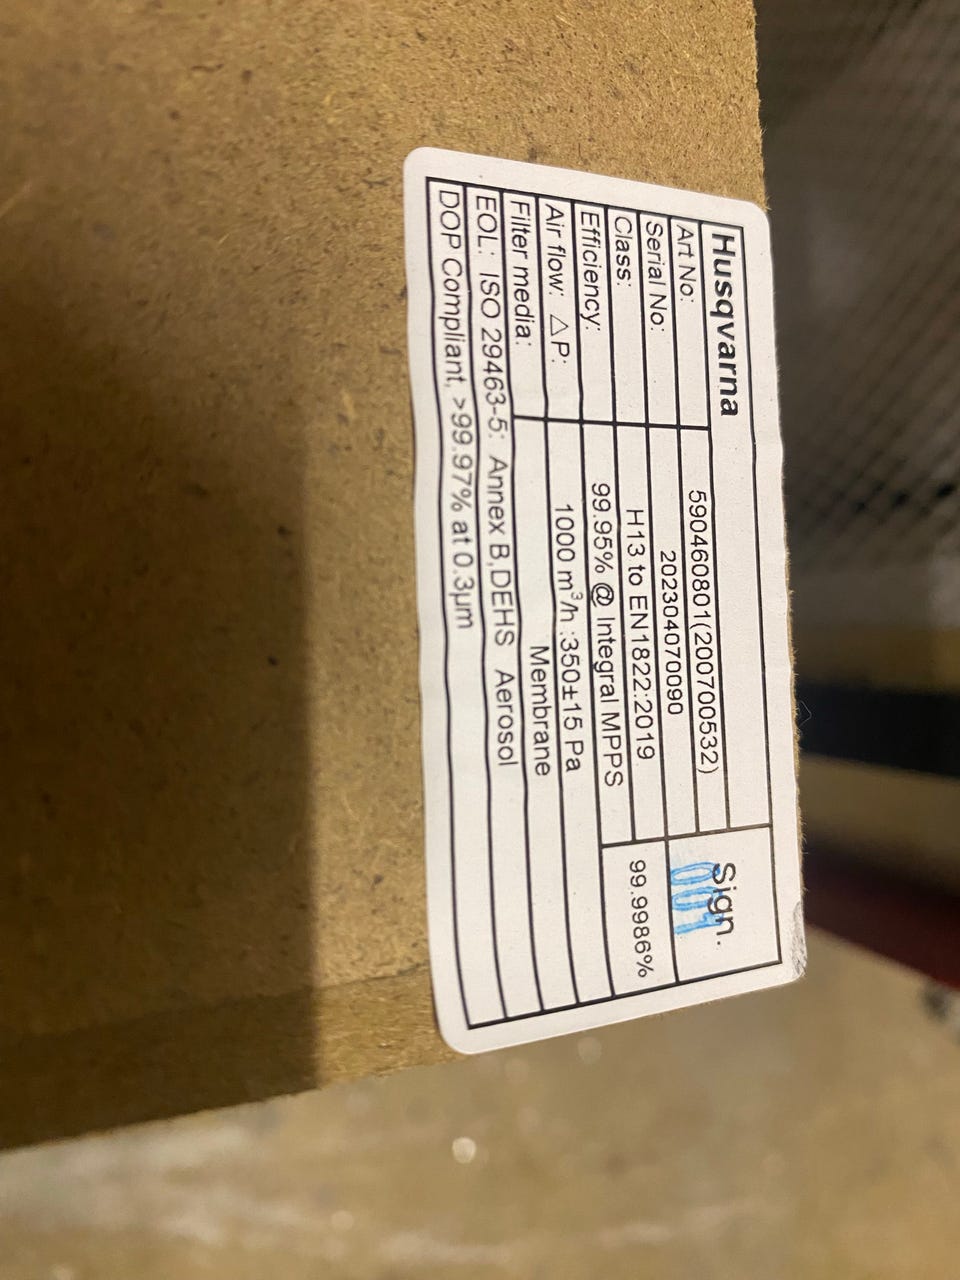 Husqvarna
Sign.
001
Art No: 590460801(2007700532)
Serial No: 202304070090
Class: H13 to EN1822:2019 99.9986%
Efficiency: 99.95% @ Integral MPPS
Air flow: △P: 1000 m³/h :350±15 Pa
Filter media: Membrane
EOL: ISO 29463-5: Annex B,DEHS Aerosol
DOP Compliant, >99.97% at 0.3µm